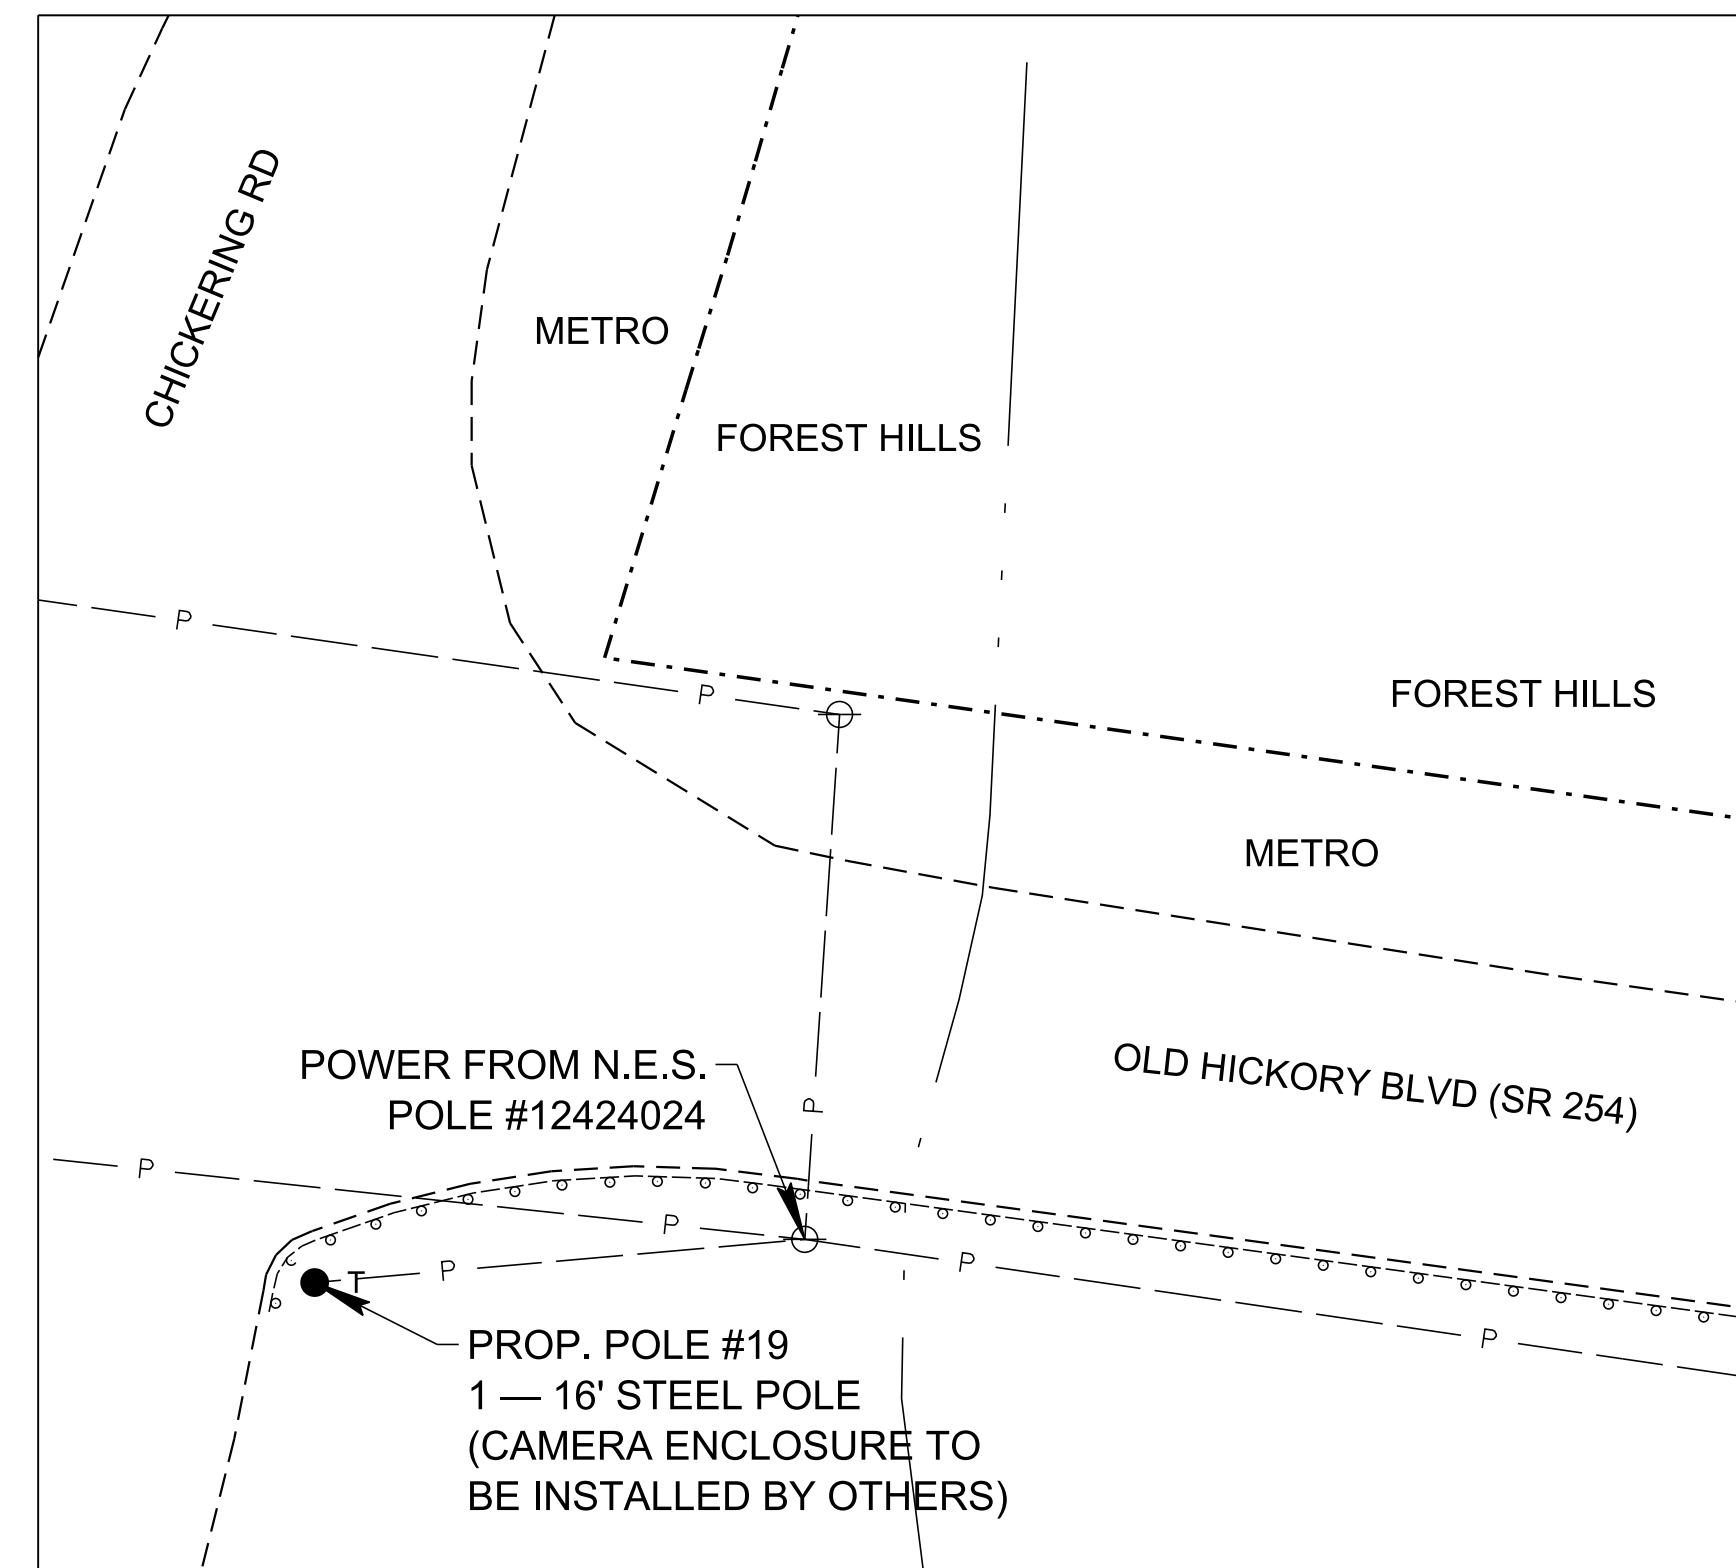 CHICKERING RD
METRO
FOREST HILLS
P
P
FOREST HILLS
METRO
OLD HICKORY BLVD (SR 254)
POWER FROM N.E.S.
POLE #12424024
P
P
P
P
P
T
P
PROP. POLE #19
1 — 16' STEEL POLE
(CAMERA ENCLOSURE TO
BE INSTALLED BY OTHERS)